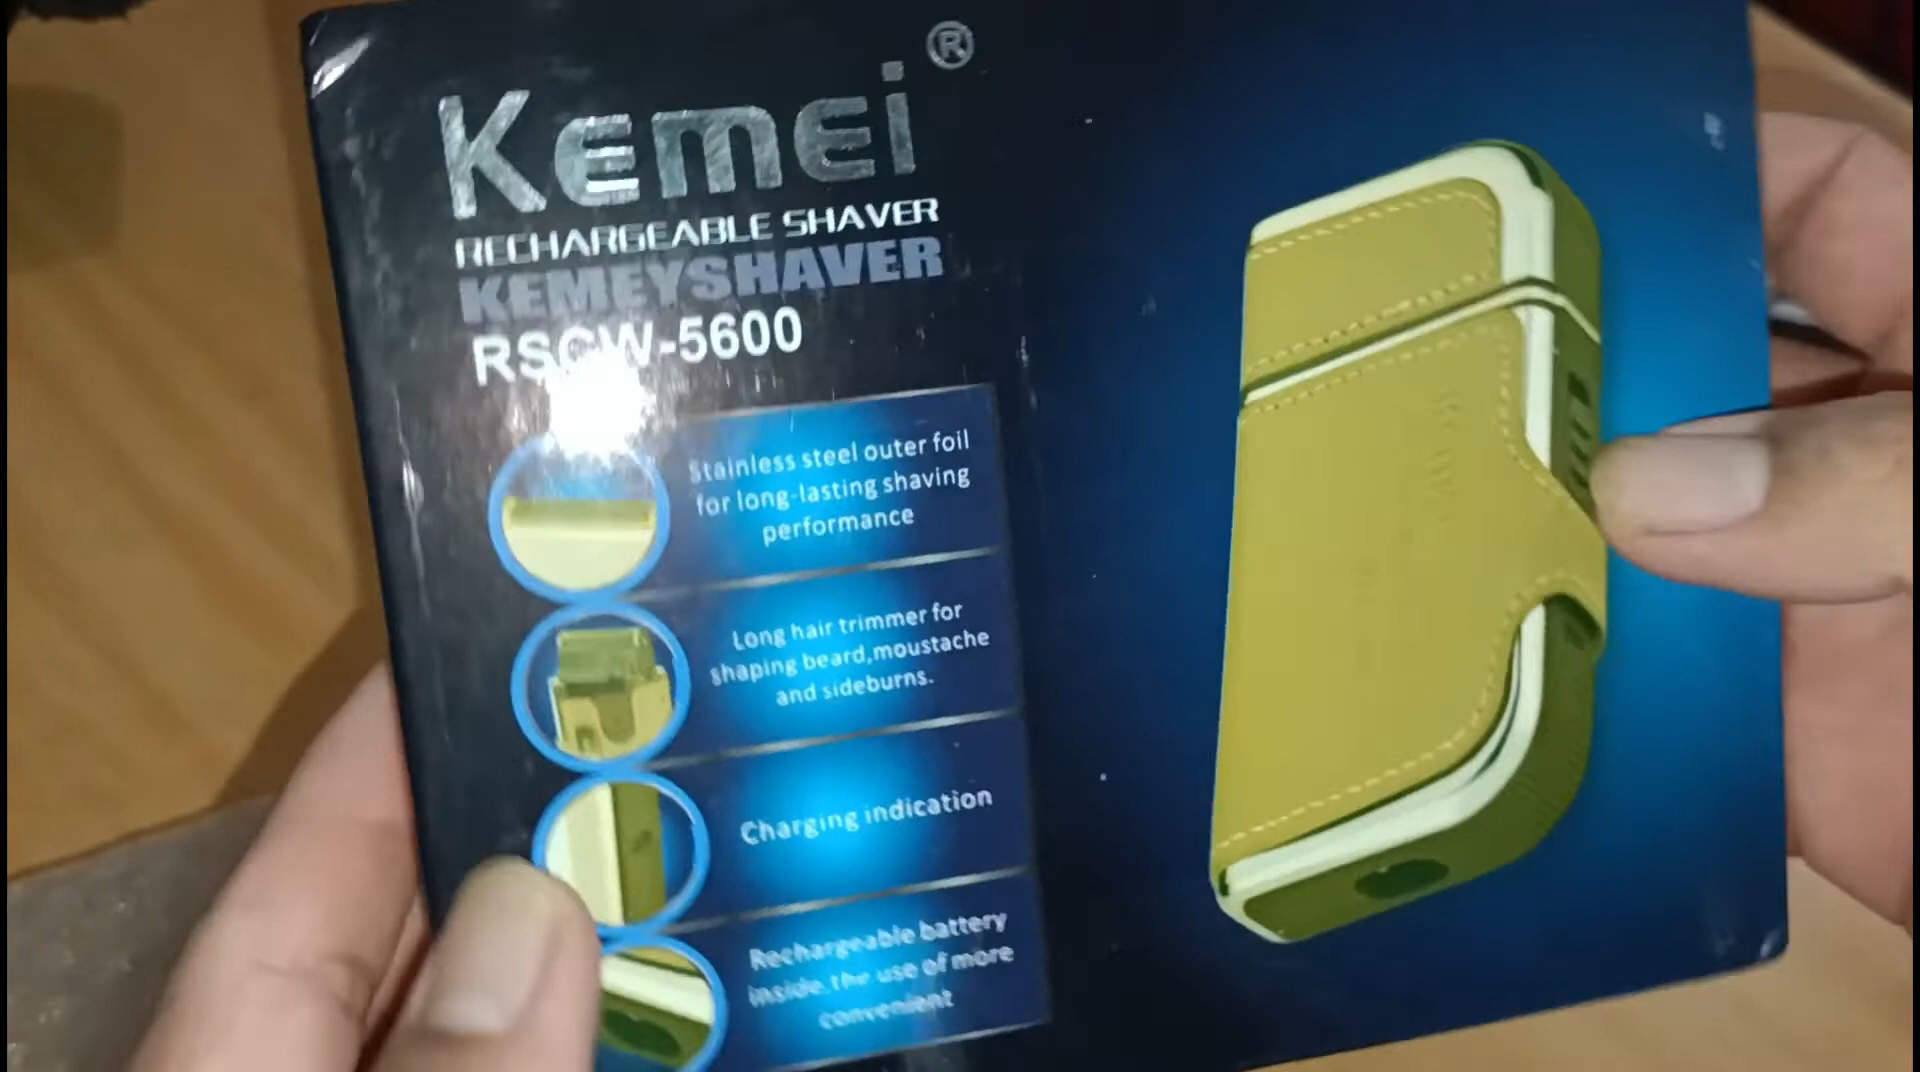 Kemei®
RECHARGEABLE SHAVER
KEMEYSHAVER
RSCW-5600
Stainless steel outer foil
for long-lasting shaving
performance
Long hair trimmer for
shaping beard,moustache
and sideburns.
Charging indication
Rechargeable battery
inside,the use of more
convenient